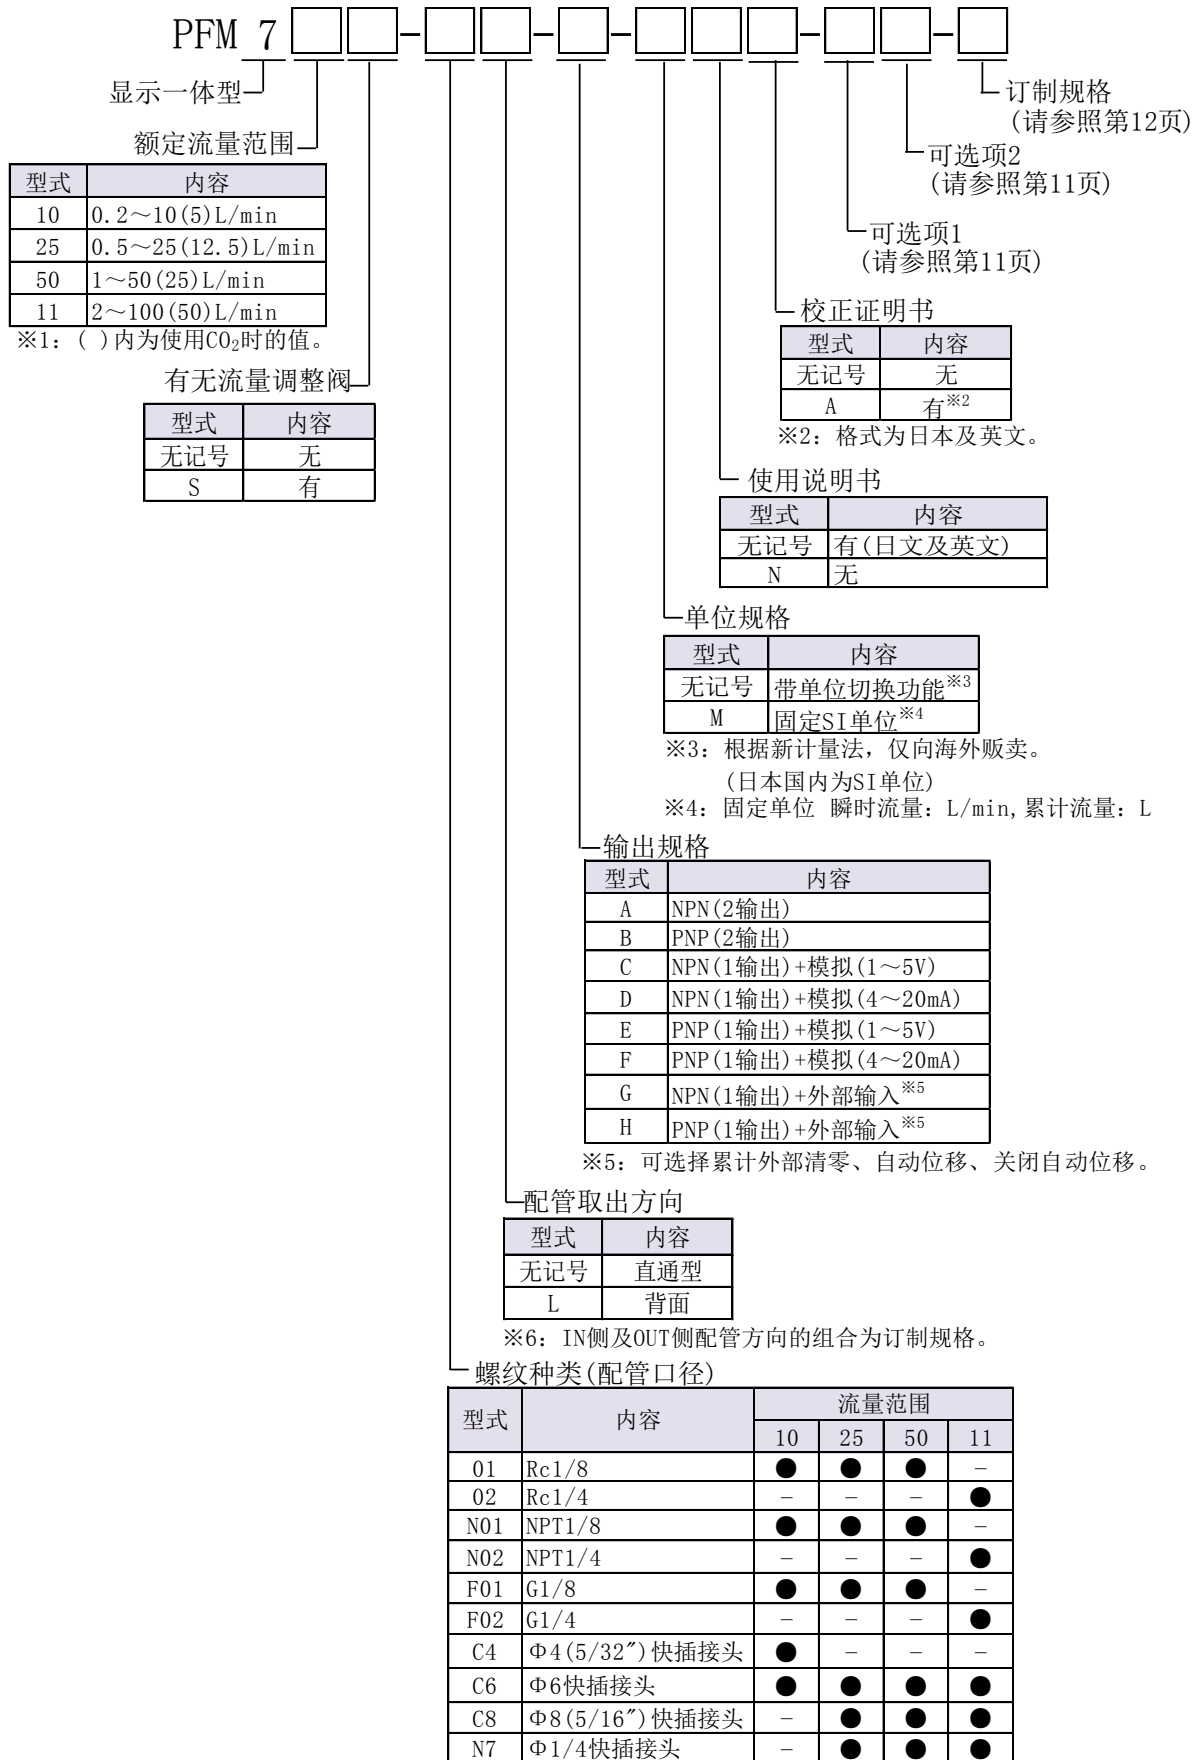 PFM 7□□-□□-□-□□□-□□-□
显示一体型
订制规格
(请参照第12页)
额定流量范围
可选项2
(请参照第11页)
型式 内容
10 0.2～10(5)L/min
25 0.5～25(12.5)L/min
50 1～50(25)L/min
11 2～100(50)L/min
※1：( )内为使用CO₂时的值。
可选项1
(请参照第11页)
校正证明书
型式 内容
无记号 无
A 有※2
※2：格式为日本及英文。
有无流量调整阀
型式 内容
无记号 无
S 有
使用说明书
型式 内容
无记号 有(日文及英文)
N 无
单位规格
型式 内容
无记号 带单位切换功能※3
M 固定SI单位※4
※3：根据新计量法，仅向海外贩卖。
(日本国内为SI单位)
※4：固定单位 瞬时流量：L/min,累计流量：L
输出规格
型式 内容
A NPN(2输出)
B PNP(2输出)
C NPN(1输出)+模拟(1～5V)
D NPN(1输出)+模拟(4～20mA)
E PNP(1输出)+模拟(1～5V)
F PNP(1输出)+模拟(4～20mA)
G NPN(1输出)+外部输入※5
H PNP(1输出)+外部输入※5
※5：可选择累计外部清零、自动位移、关闭自动位移。
配管取出方向
型式 内容
无记号 直通型
L 背面
※6：IN侧及OUT侧配管方向的组合为订制规格。
螺纹种类(配管口径)
型式 内容 流量范围
10 25 50 11
01 Rc1/8 ● ● ● －
02 Rc1/4 － － － ●
N01 NPT1/8 ● ● ● －
N02 NPT1/4 － － － ●
F01 G1/8 ● ● ● －
F02 G1/4 － － － ●
C4 Φ4(5/32″)快插接头 ● － － －
C6 Φ6快插接头 ● ● ● ●
C8 Φ8(5/16″)快插接头 － ● ● ●
N7 Φ1/4快插接头 － ● ● ●